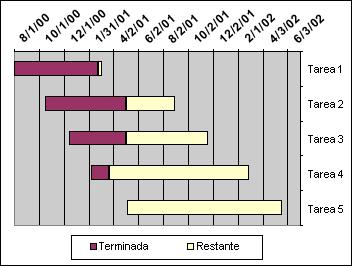 8/1/00
10/1/00
12/1/00
1/31/01
4/2/01
6/2/01
8/2/01
10/2/01
12/2/01
2/1/02
4/3/02
6/3/02
Tarea 1
Tarea 2
Tarea 3
Tarea 4
Tarea 5
Terminada
Restante